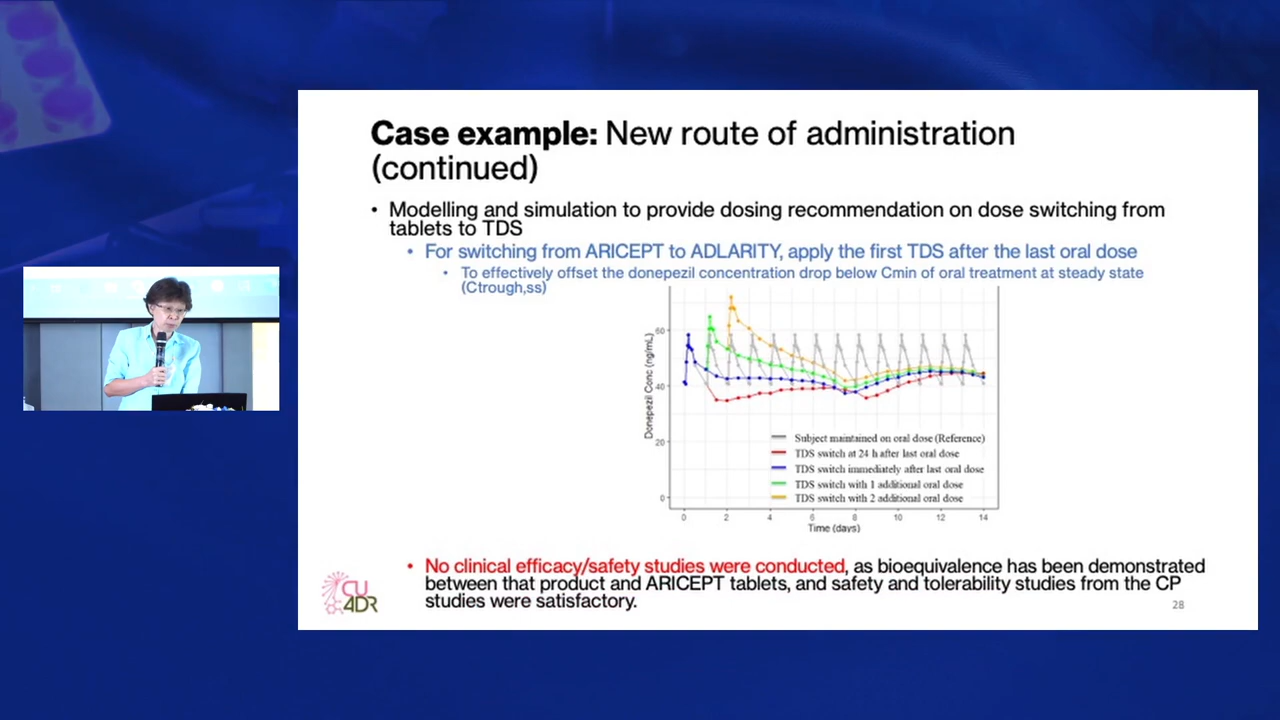 Case example: New route of administration
(continued)
• Modelling and simulation to provide dosing recommendation on dose switching from
tablets to TDS
• For switching from ARICEPT to ADLARITY, apply the first TDS after the last oral dose
• To effectively offset the donepezil concentration drop below Cmin of oral treatment at steady state
(Ctrough,ss)
Donepezil Conc (ng/mL)
60
40
20
0
Subject maintained on oral dose (Reference)
TDS switch at 24 h after last oral dose
TDS switch immediately after last oral dose
TDS switch with 1 additional oral dose
TDS switch with 2 additional oral dose
0 2 4 6 8 10 12 14
Time (days)
• No clinical efficacy/safety studies were conducted, as bioequivalence has been demonstrated
between that product and ARICEPT tablets, and safety and tolerability studies from the CP
studies were satisfactory.
CU
ADR
28